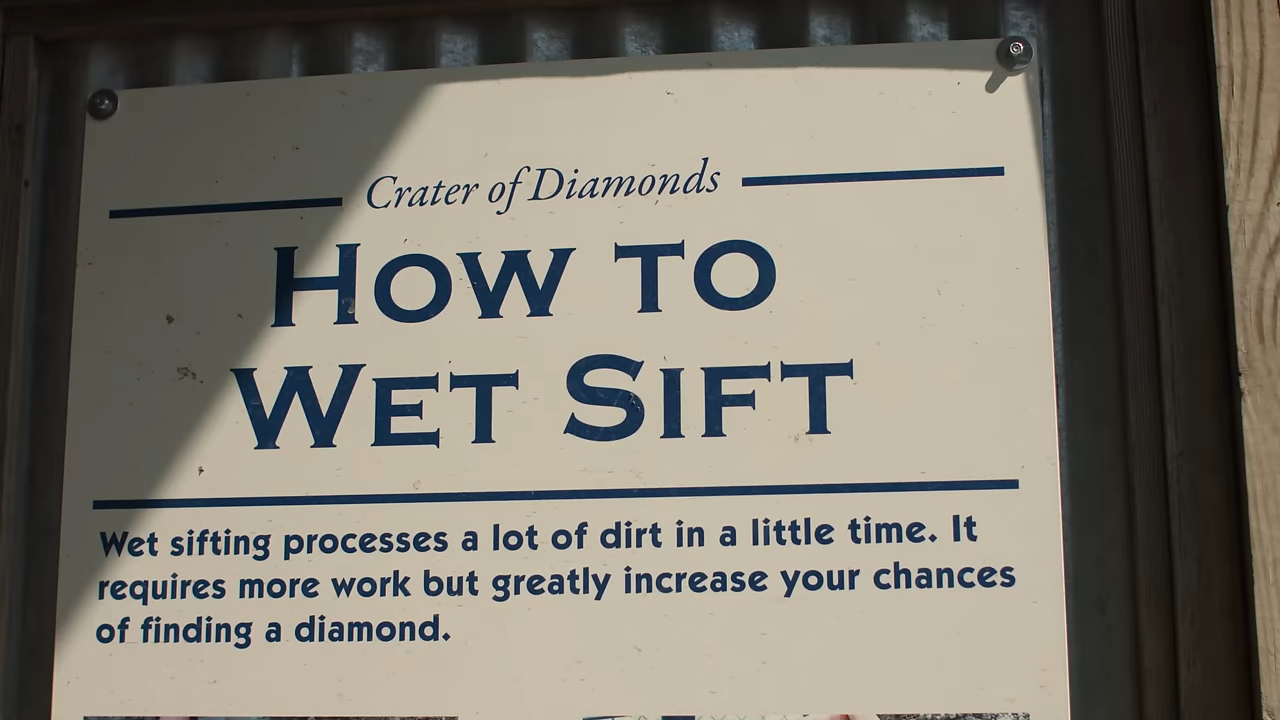 Crater of Diamonds
How to
Wet Sift
Wet sifting processes a lot of dirt in a little time. It
requires more work but greatly increase your chances
of finding a diamond.